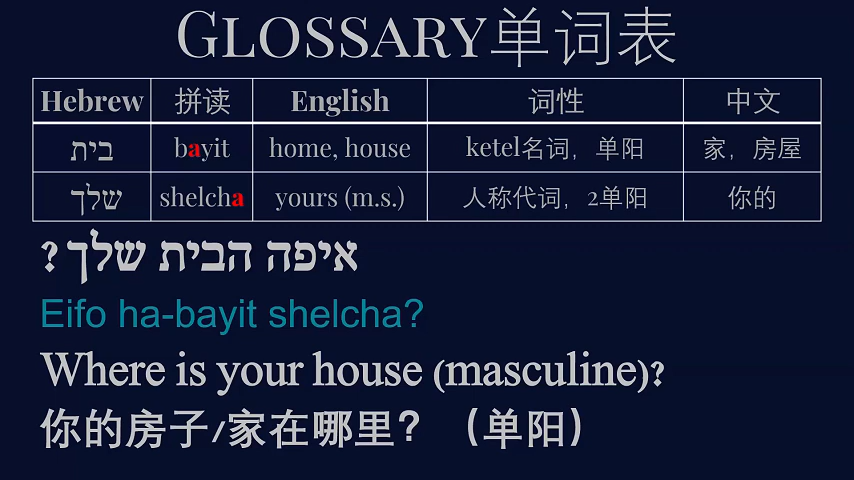 GLOSSARY单词表
Hebrew 拼读 English 词性 中文
בית bayit home, house ketel名词，单阳 家，房屋
שלך shelcha yours (m.s.) 人称代词，2单阳 你的
איפה הבית שלך?
Eifo ha-bayit shelcha?
Where is your house (masculine)?
你的房子/家在哪里？（单阳）